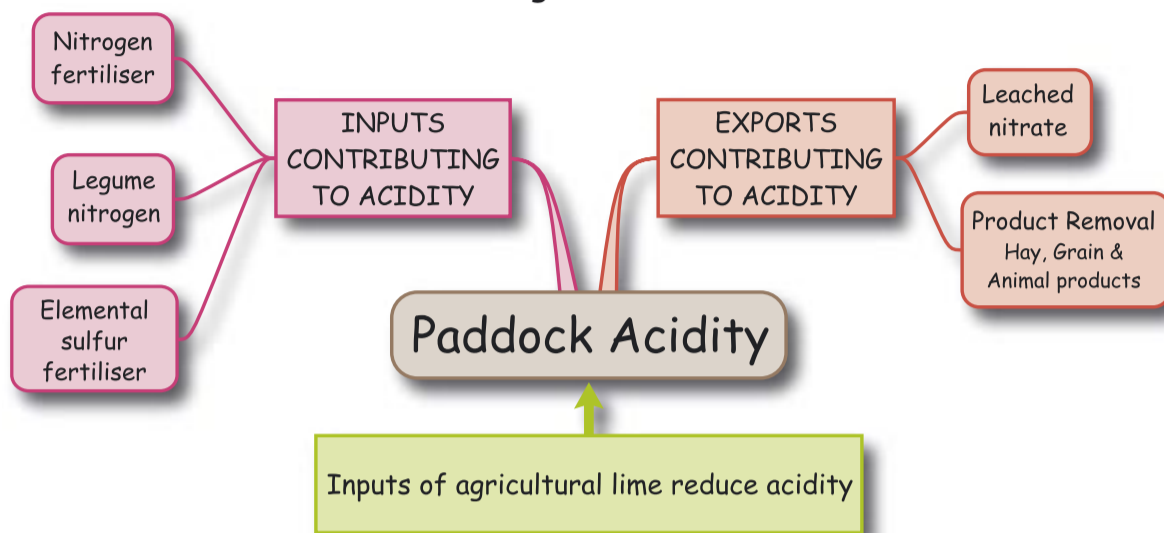 Nitrogen
fertiliser
Legume
nitrogen
Elemental
sulfur
fertiliser
INPUTS
CONTRIBUTING
TO ACIDITY
EXPORTS
CONTRIBUTING
TO ACIDITY
Leached
nitrate
Product Removal
Hay, Grain &
Animal products
Paddock Acidity
Inputs of agricultural lime reduce acidity